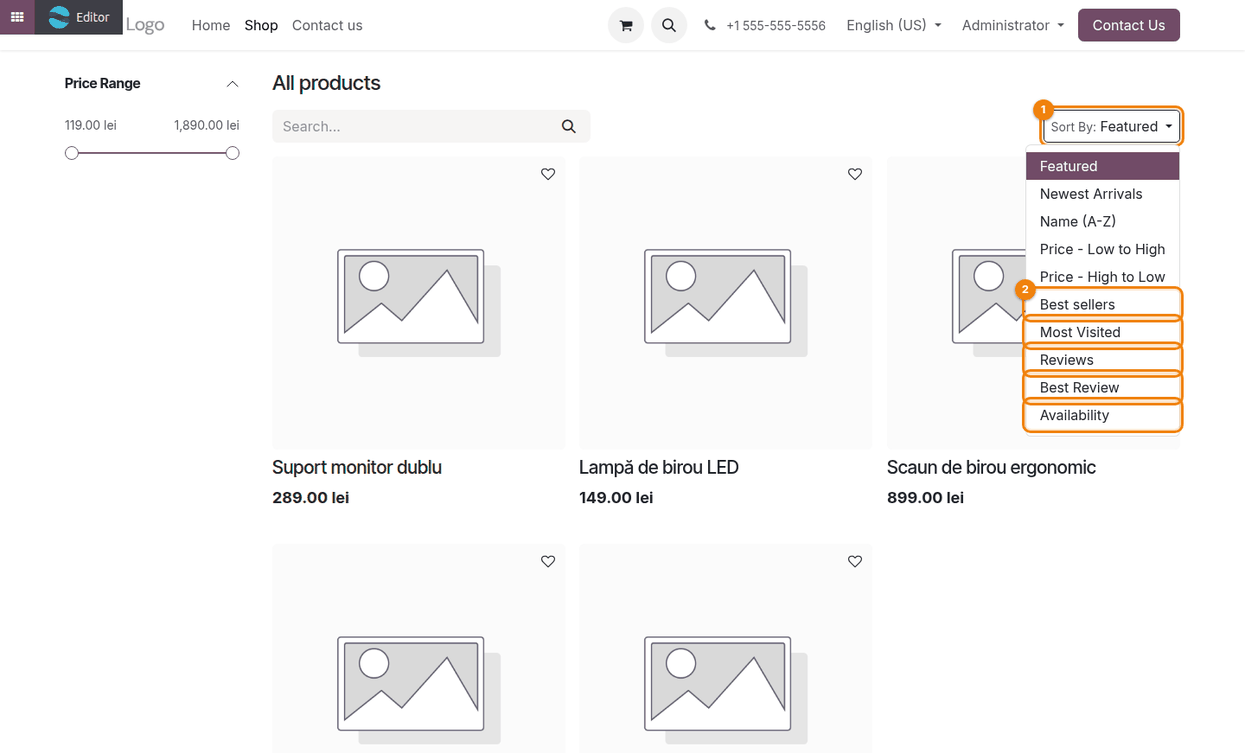 Editor
Logo
Home Shop Contact us
+1 555-555-5556 English (US) Administrator Contact Us
Price Range
119.00 lei 1,890.00 lei
All products
Search...
1
Sort By: Featured
Featured
Newest Arrivals
Name (A-Z)
Price - Low to High
Price - High to Low
2
Best sellers
Most Visited
Reviews
Best Review
Availability
Suport monitor dublu
289.00 lei
Lampă de birou LED
149.00 lei
Scaun de birou ergonomic
899.00 lei